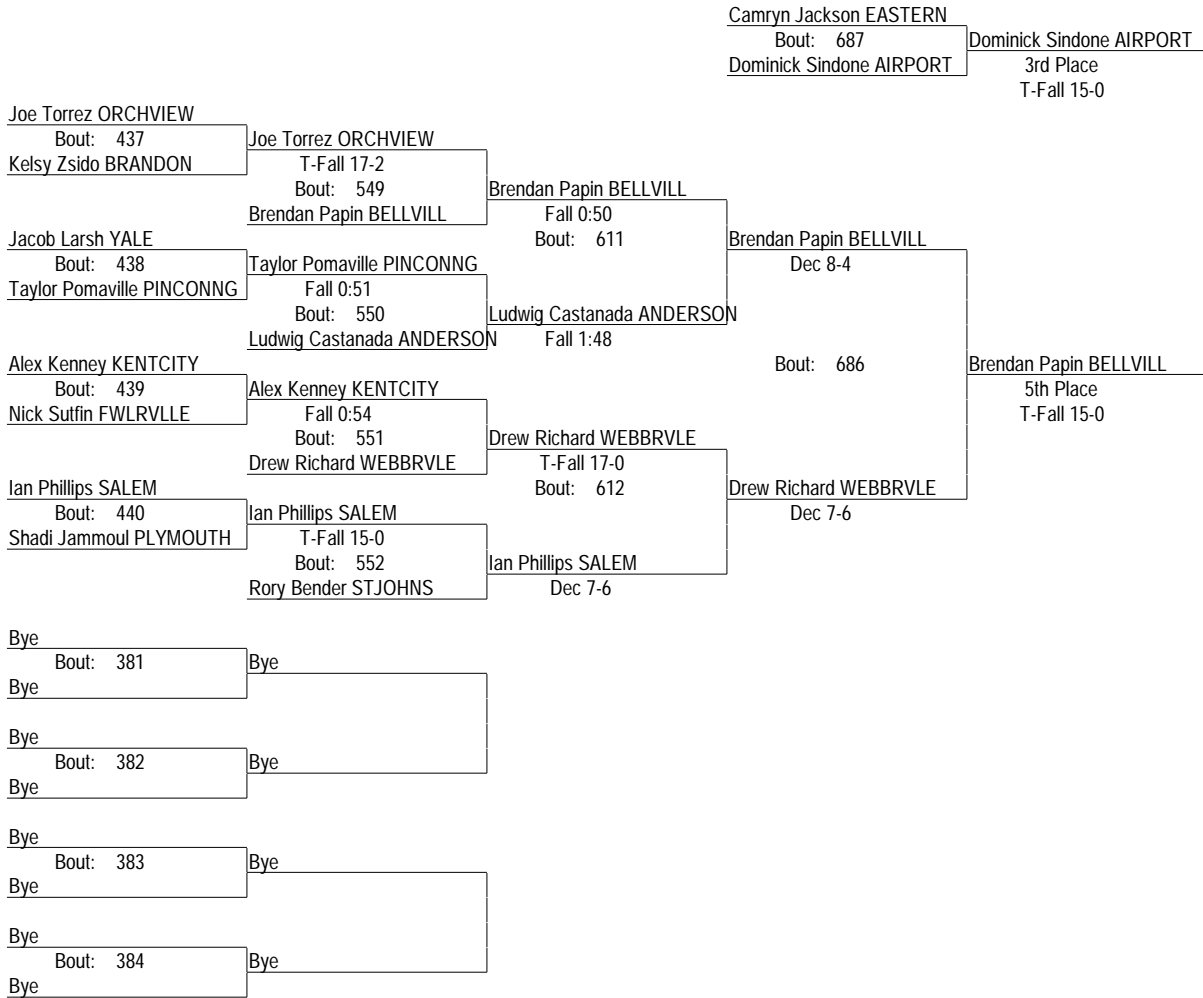 Camryn Jackson EASTERN
Bout: 687
Dominick Sindone AIRPORT
Dominick Sindone AIRPORT
3rd Place
T-Fall 15-0
Joe Torrez ORCHVIEW
Bout: 437
Kelsy Zsido BRANDON
Joe Torrez ORCHVIEW
T-Fall 17-2
Bout: 549
Brendan Papin BELLVILL
Brendan Papin BELLVILL
Fall 0:50
Bout: 611
Jacob Larsh YALE
Bout: 438
Taylor Pomaville PINCONNG
Taylor Pomaville PINCONNG
Fall 0:51
Bout: 550
Ludwig Castanada ANDERSON
Ludwig Castanada ANDERSON
Fall 1:48
Brendan Papin BELLVILL
Dec 8-4
Bout: 686
Alex Kenney KENTCITY
Bout: 439
Nick Sutfin FWLRVLLE
Alex Kenney KENTCITY
Fall 0:54
Bout: 551
Drew Richard WEBBRVLE
Drew Richard WEBBRVLE
T-Fall 17-0
Bout: 612
Ian Phillips SALEM
Bout: 440
Shadi Jammoul PLYMOUTH
Ian Phillips SALEM
T-Fall 15-0
Bout: 552
Rory Bender STJOHNS
Ian Phillips SALEM
Dec 7-6
Drew Richard WEBBRVLE
Dec 7-6
Brendan Papin BELLVILL
5th Place
T-Fall 15-0
Bye
Bout: 381
Bye
Bye
Bye
Bout: 382
Bye
Bye
Bye
Bout: 383
Bye
Bye
Bye
Bout: 384
Bye
Bye